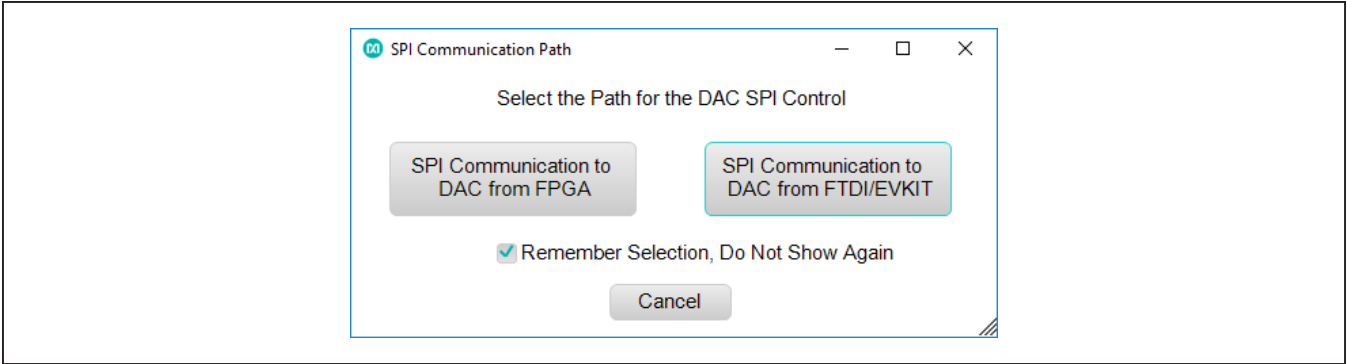 SPI Communication Path
Select the Path for the DAC SPI Control
SPI Communication to
DAC from FPGA
SPI Communication to
DAC from FTDI/EVKIT
Remember Selection, Do Not Show Again
Cancel